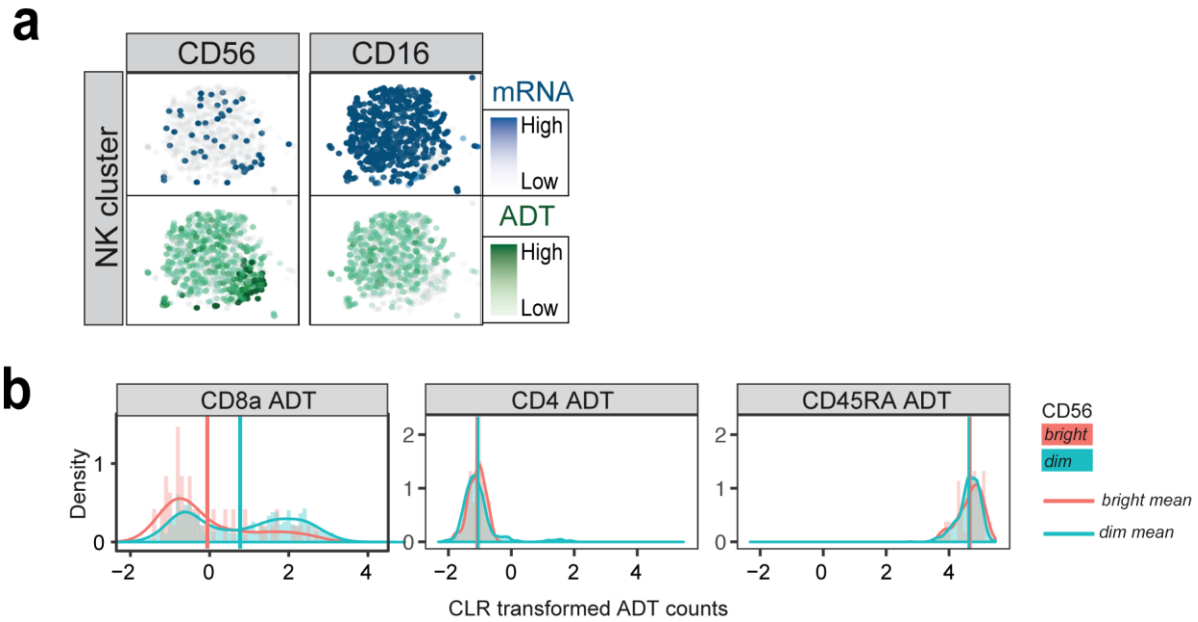 a
CD56
CD16
NK cluster
mRNA
High
Low
ADT
High
Low
b
CD8a ADT
CD4 ADT
CD45RA ADT
Density
1
0
2
1
0
2
1
0
−2 0 2 4
−2 0 2 4
−2 0 2 4
CLR transformed ADT counts
CD56
bright
dim
bright mean
dim mean